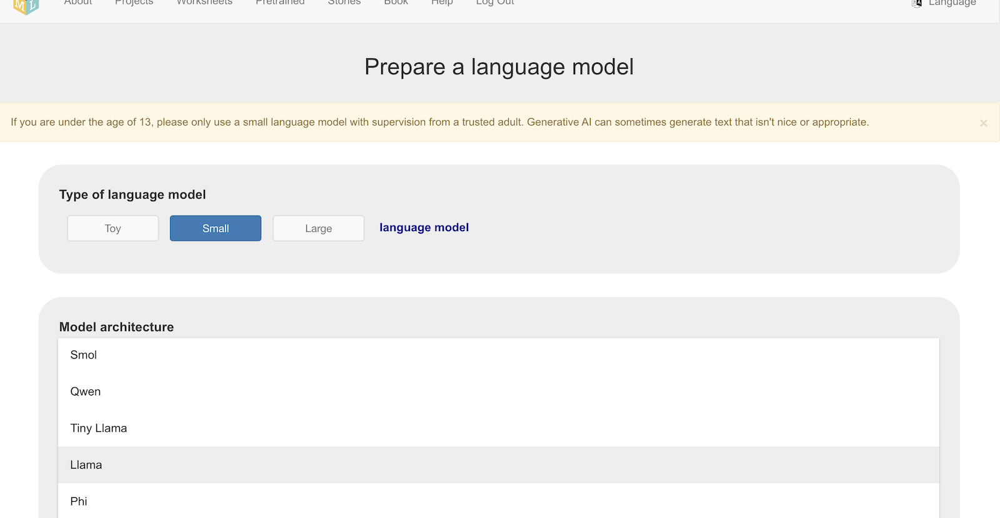 M L
About Projects Worksheets Pretrained Stories Book Help Log Out Language
Prepare a language model
If you are under the age of 13, please only use a small language model with supervision from a trusted adult. Generative AI can sometimes generate text that isn't nice or appropriate.
×
Type of language model
Toy Small Large language model
Model architecture
Smol
Qwen
Tiny Llama
Llama
Phi